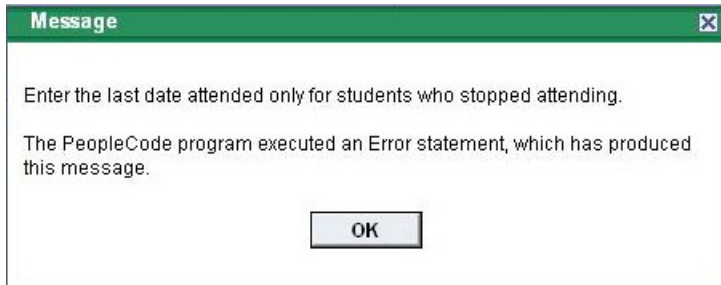 Message
Enter the last date attended only for students who stopped attending.
The PeopleCode program executed an Error statement, which has produced
this message.
OK